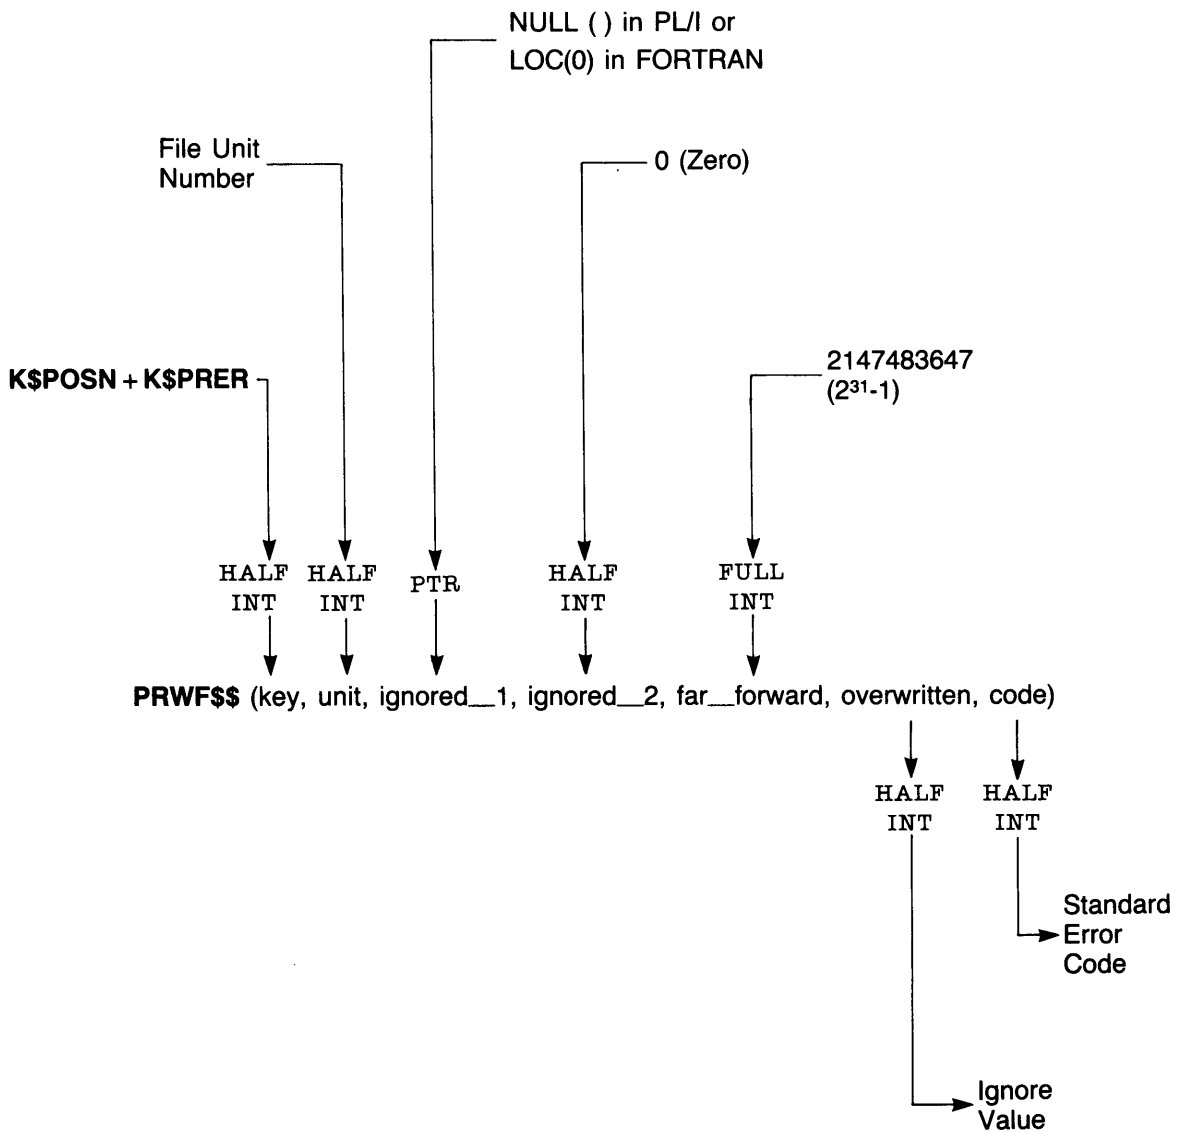 NULL ( ) in PL/I or
LOC(0) in FORTRAN
File Unit
Number
0 (Zero)
K$POSN + K$PRER
2147483647
(2³¹-1)
HALF
INT
HALF
INT
PTR
HALF
INT
FULL
INT
PRWF$$ (key, unit, ignored__1, ignored__2, far__forward, overwritten, code)
HALF
INT
HALF
INT
Standard
Error
Code
Ignore
Value